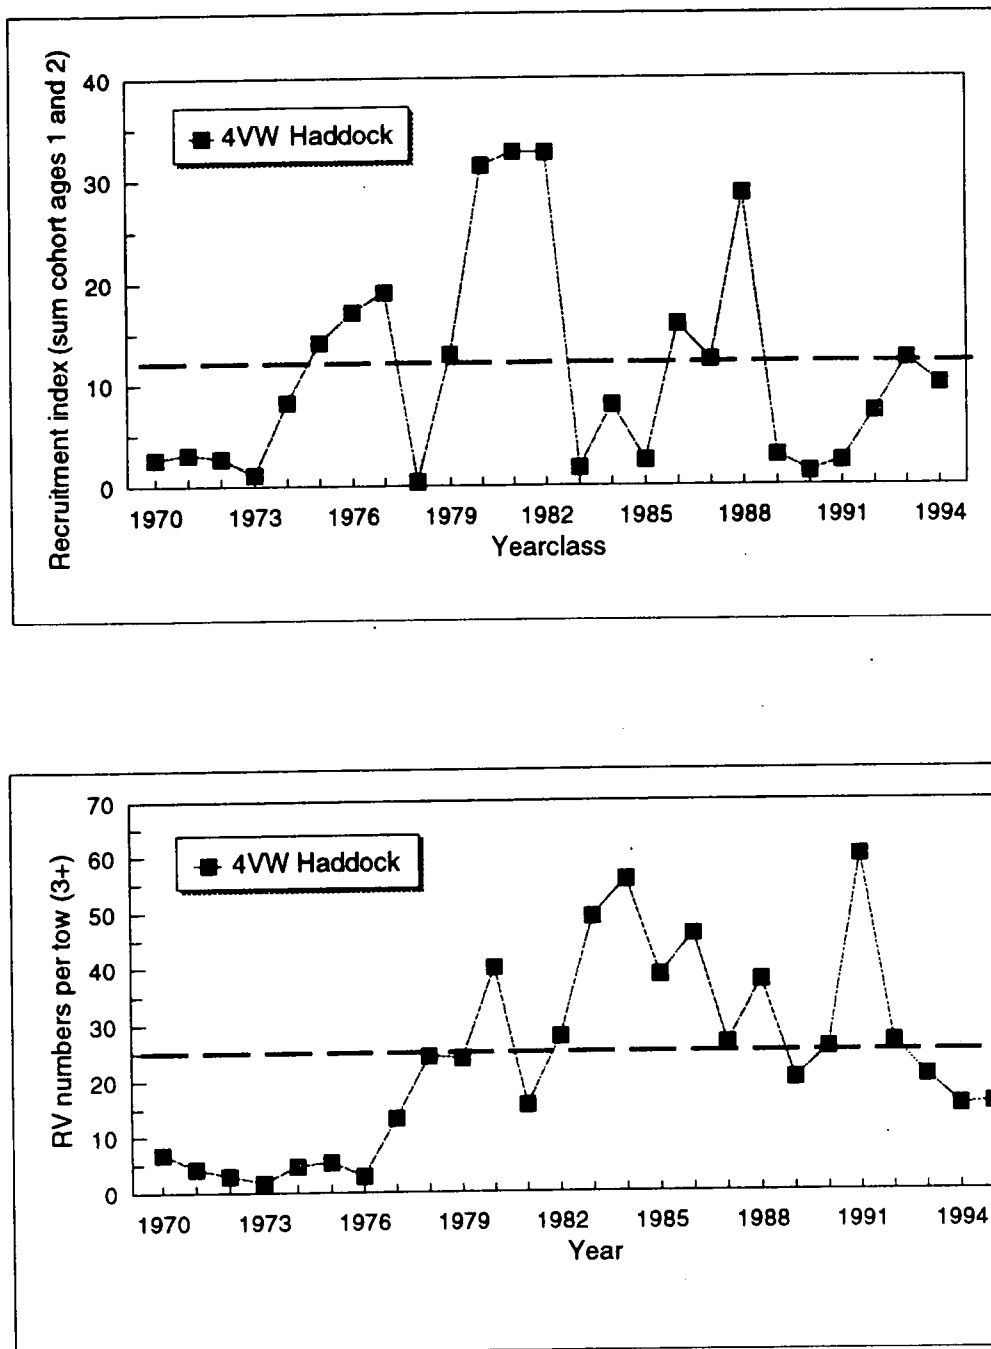 Recruitment index (sum cohort ages 1 and 2)
40
30
20
10
0
4VW Haddock
1970 1973 1976 1979 1982 1985 1988 1991 1994
Yearclass
RV numbers per tow (3+)
70
60
50
40
30
20
10
0
4VW Haddock
1970 1973 1976 1979 1982 1985 1988 1991 1994
Year